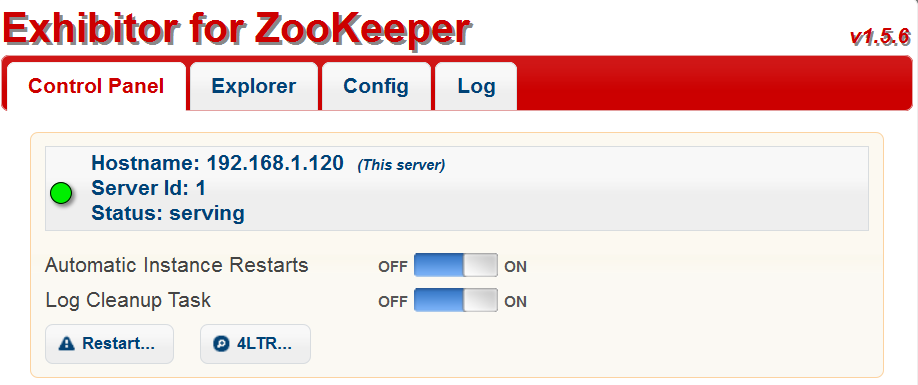 Exhibitor for ZooKeeper
v1.5.6
Control Panel Explorer Config Log
Hostname: 192.168.1.120 (This server)
Server Id: 1
Status: serving
Automatic Instance Restarts OFF ON
Log Cleanup Task OFF ON
Restart... 4LTR...